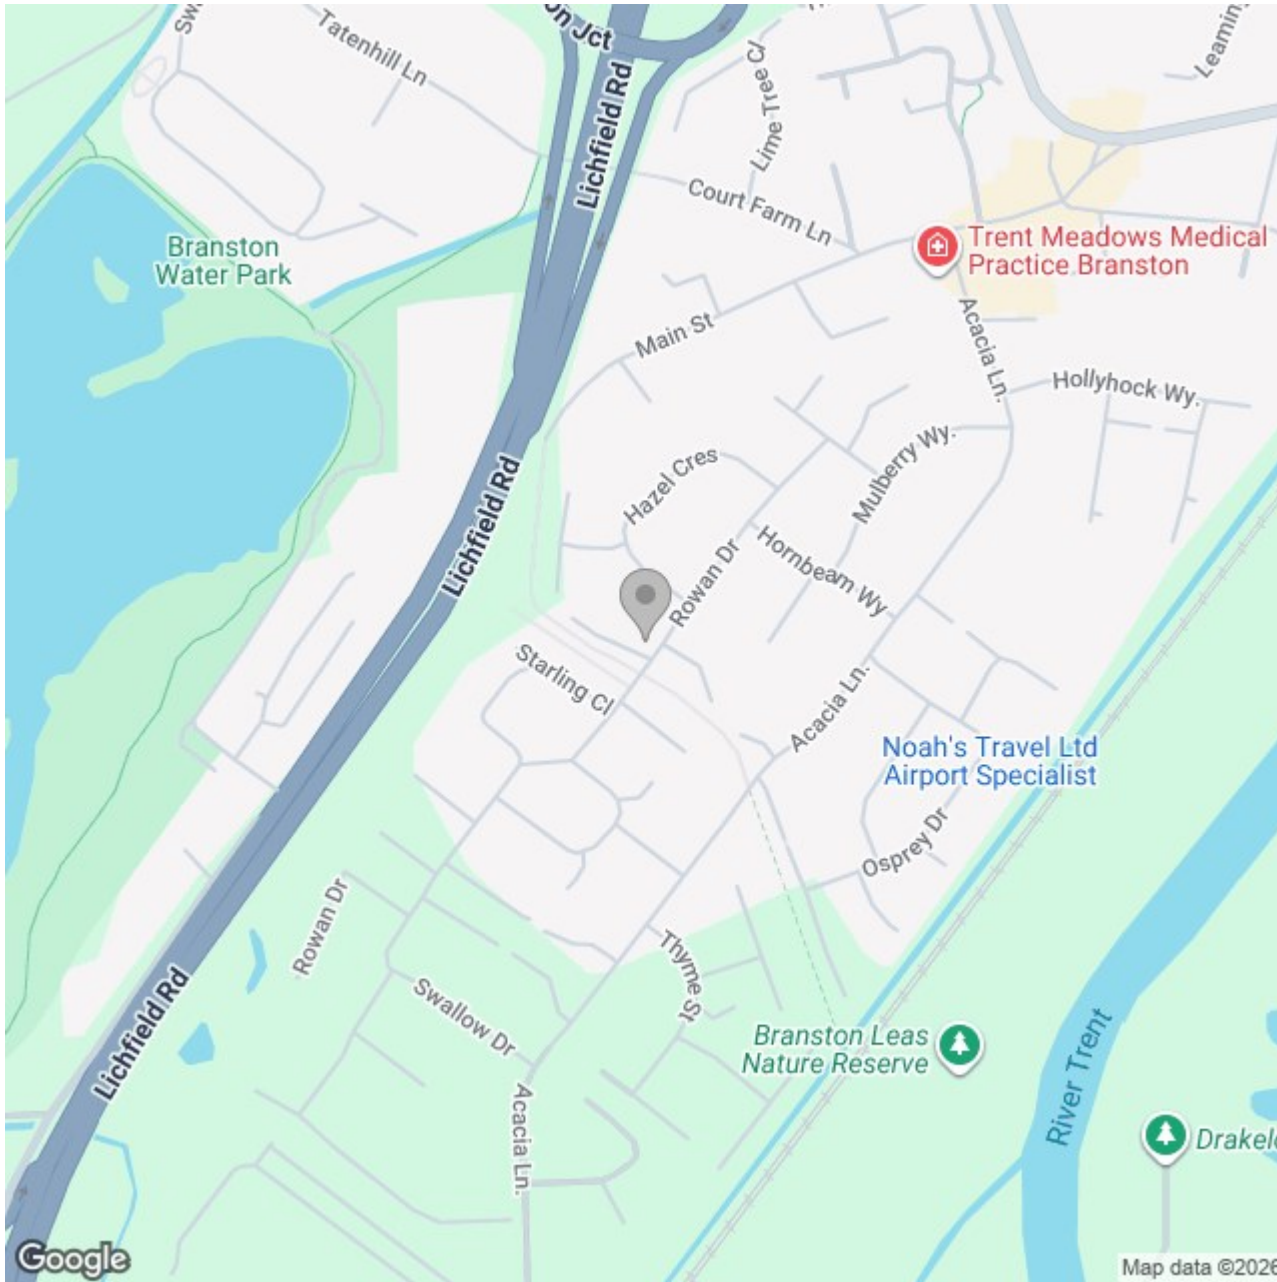 Tatenhill Ln
on Jct
Lichfield Rd
Lime Tree Cl
Learning
Court Farm Ln
Branston
Water Park
Trent Meadows Medical
Practice Branston
Main St
Acacia Ln.
Hollyhock Wy.
Mulberry Wy.
Hazel Cres
Lichfield Rd
Rowan Dr
Hornbeam Wy
Starling Cl
Acacia Ln.
Noah's Travel Ltd
Airport Specialist
Osprey Dr
Rowan Dr
Thyme St
Swallow Dr
Lichfield Rd
Branston Leas
Nature Reserve
River Trent
Acacia Ln.
Drakelo
Google
Map data ©2026